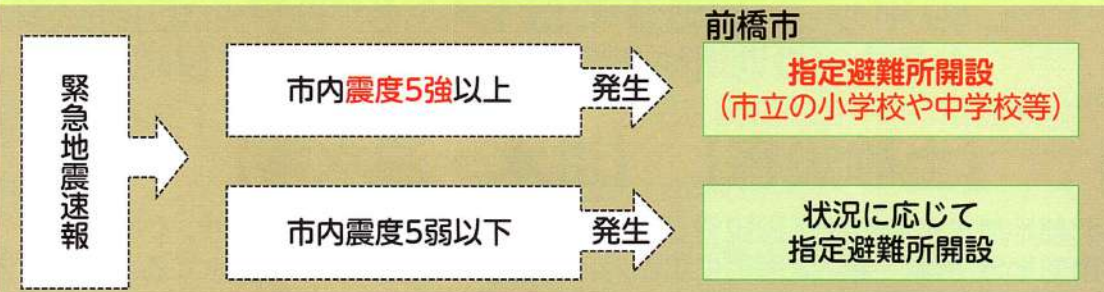 緊急地震速報
市内震度5強以上
発生
前橋市
指定避難所開設
(市立の小学校や中学校等)
市内震度5弱以下
発生
状況に応じて
指定避難所開設